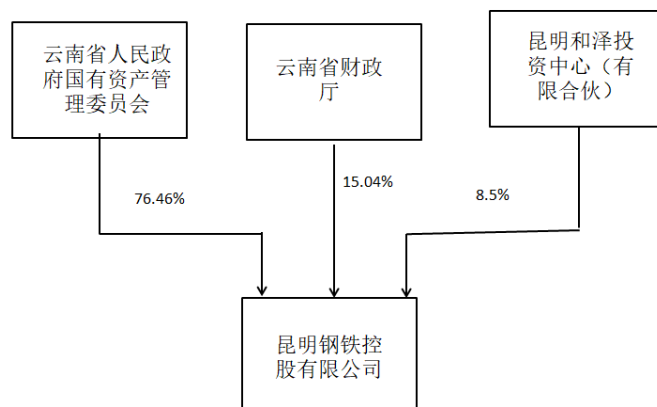 云南省人民政
府国有资产管
理委员会
云南省财政
厅
昆明和泽投
资中心（有
限合伙）
76.46%
15.04%
8.5%
昆明钢铁控
股有限公司